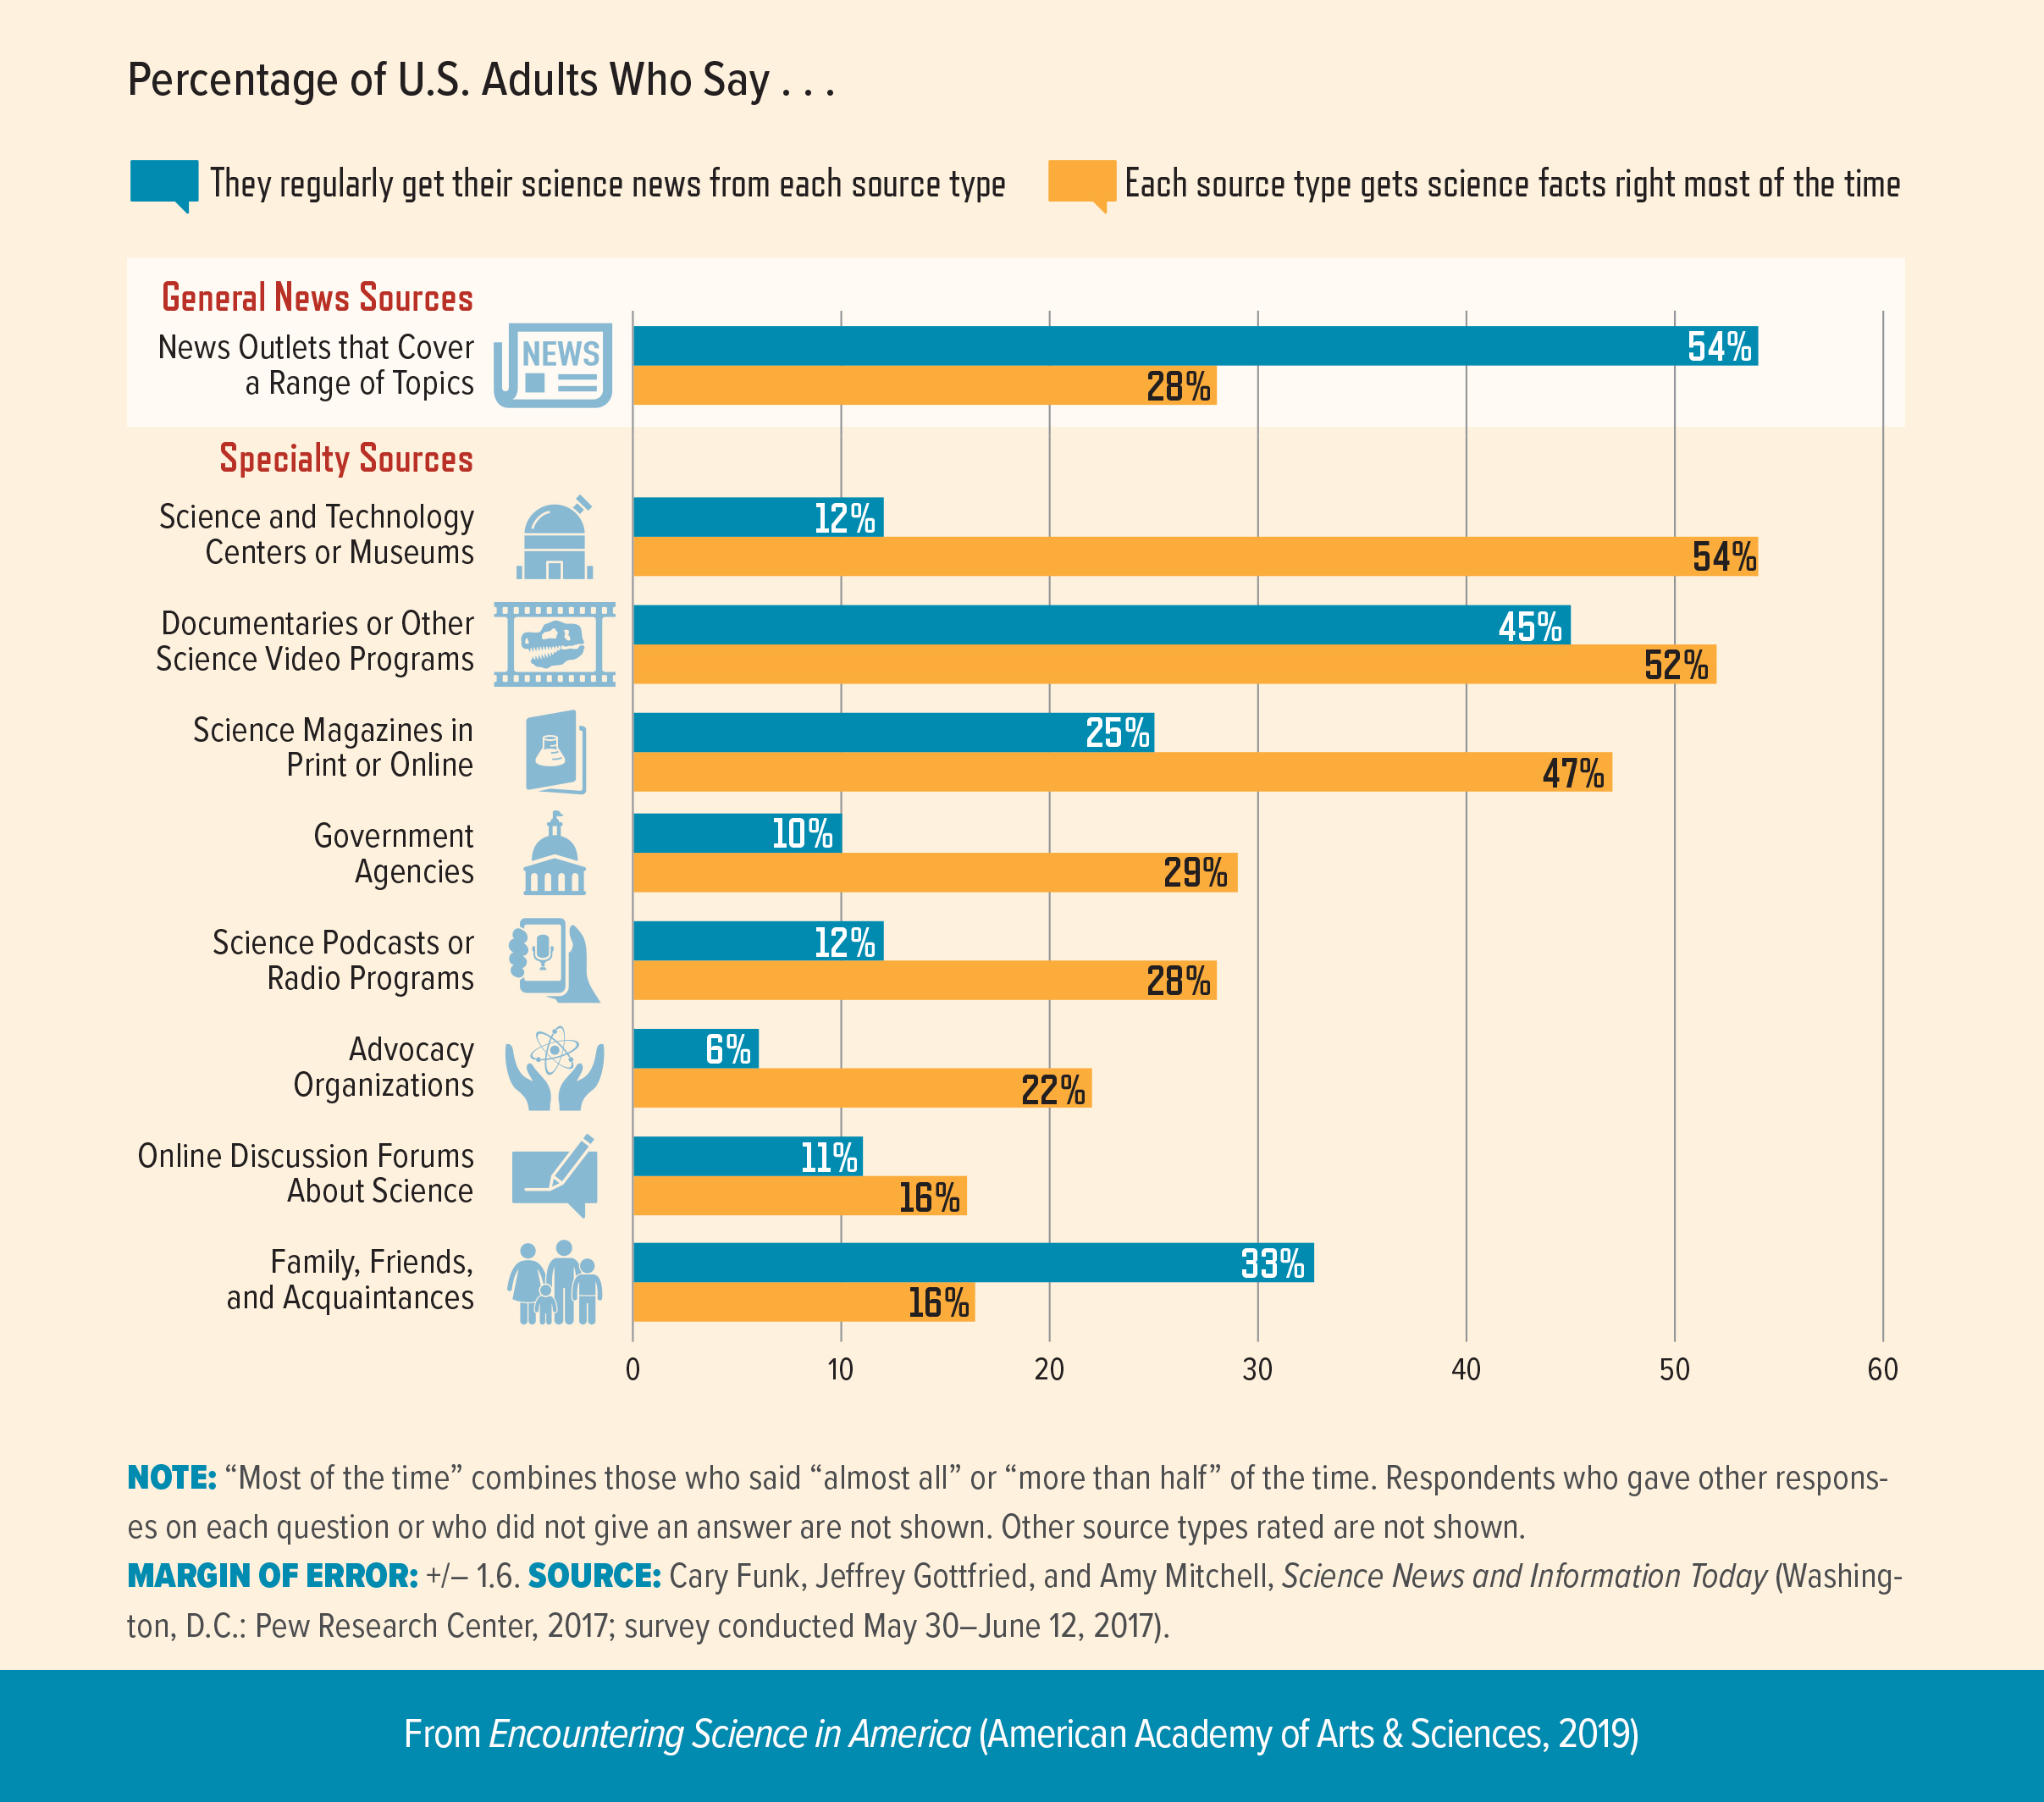 Percentage of U.S. Adults Who Say . . .
They regularly get their science news from each source type
Each source type gets science facts right most of the time
General News Sources
News Outlets that Cover
a Range of Topics
NEWS
54%
28%
Specialty Sources
Science and Technology
Centers or Museums
12%
54%
Documentaries or Other
Science Video Programs
45%
52%
Science Magazines in
Print or Online
25%
47%
Government
Agencies
10%
29%
Science Podcasts or
Radio Programs
12%
28%
Advocacy
Organizations
6%
22%
Online Discussion Forums
About Science
11%
16%
Family, Friends,
and Acquaintances
33%
16%
0 10 20 30 40 50 60
NOTE: “Most of the time” combines those who said “almost all” or “more than half” of the time. Respondents who gave other respons-
es on each question or who did not give an answer are not shown. Other source types rated are not shown.
MARGIN OF ERROR: +/– 1.6. SOURCE: Cary Funk, Jeffrey Gottfried, and Amy Mitchell, Science News and Information Today (Washing-
ton, D.C.: Pew Research Center, 2017; survey conducted May 30–June 12, 2017).
From Encountering Science in America (American Academy of Arts & Sciences, 2019)